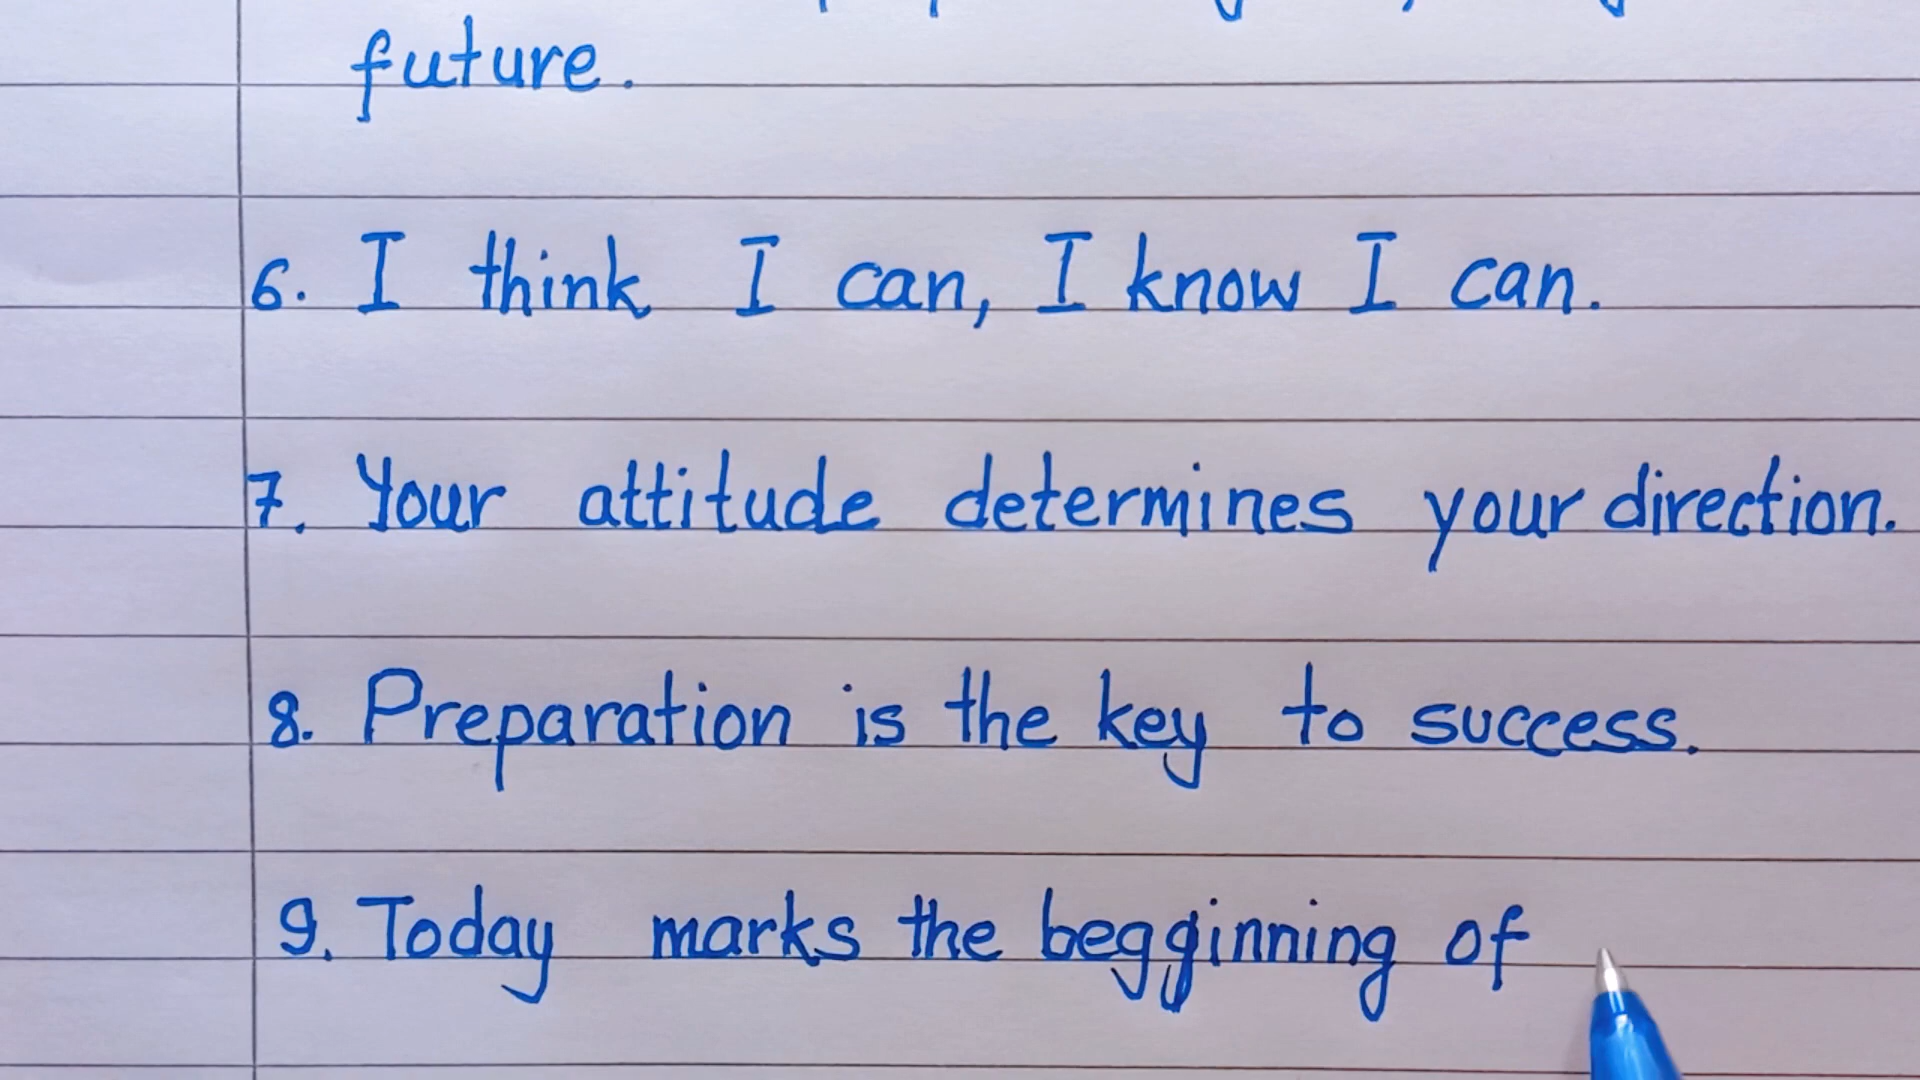 future.
6. I think I can, I know I can.
7. Your attitude determines your direction.
8. Preparation is the key to success.
9. Today marks the begginning of